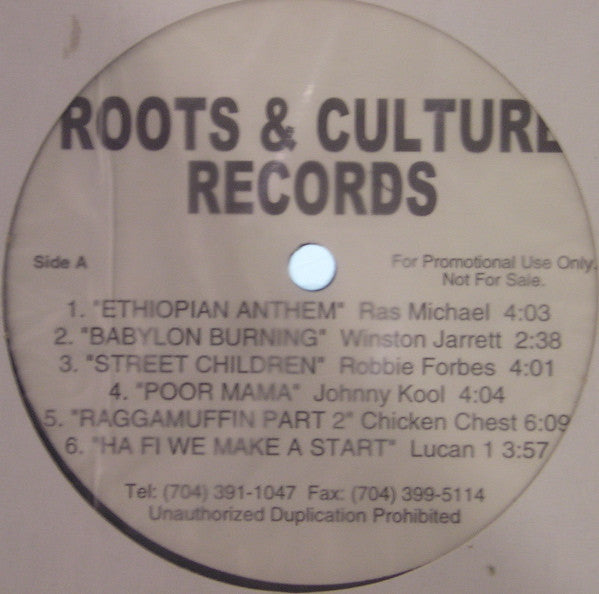 ROOTS & CULTURE
RECORDS
Side A
For Promotional Use Only.
Not For Sale.
1. "ETHIOPIAN ANTHEM" Ras Michael 4:03
2. "BABYLON BURNING" Winston Jarrett 2:38
3. "STREET CHILDREN" Robbie Forbes 4:01
4. "POOR MAMA" Johnny Kool 4:04
5. "RAGGAMUFFIN PART 2" Chicken Chest 6:09
6. "HA FI WE MAKE A START" Lucan 1 3:57
Tel: (704) 391-1047 Fax: (704) 399-5114
Unauthorized Duplication Prohibited